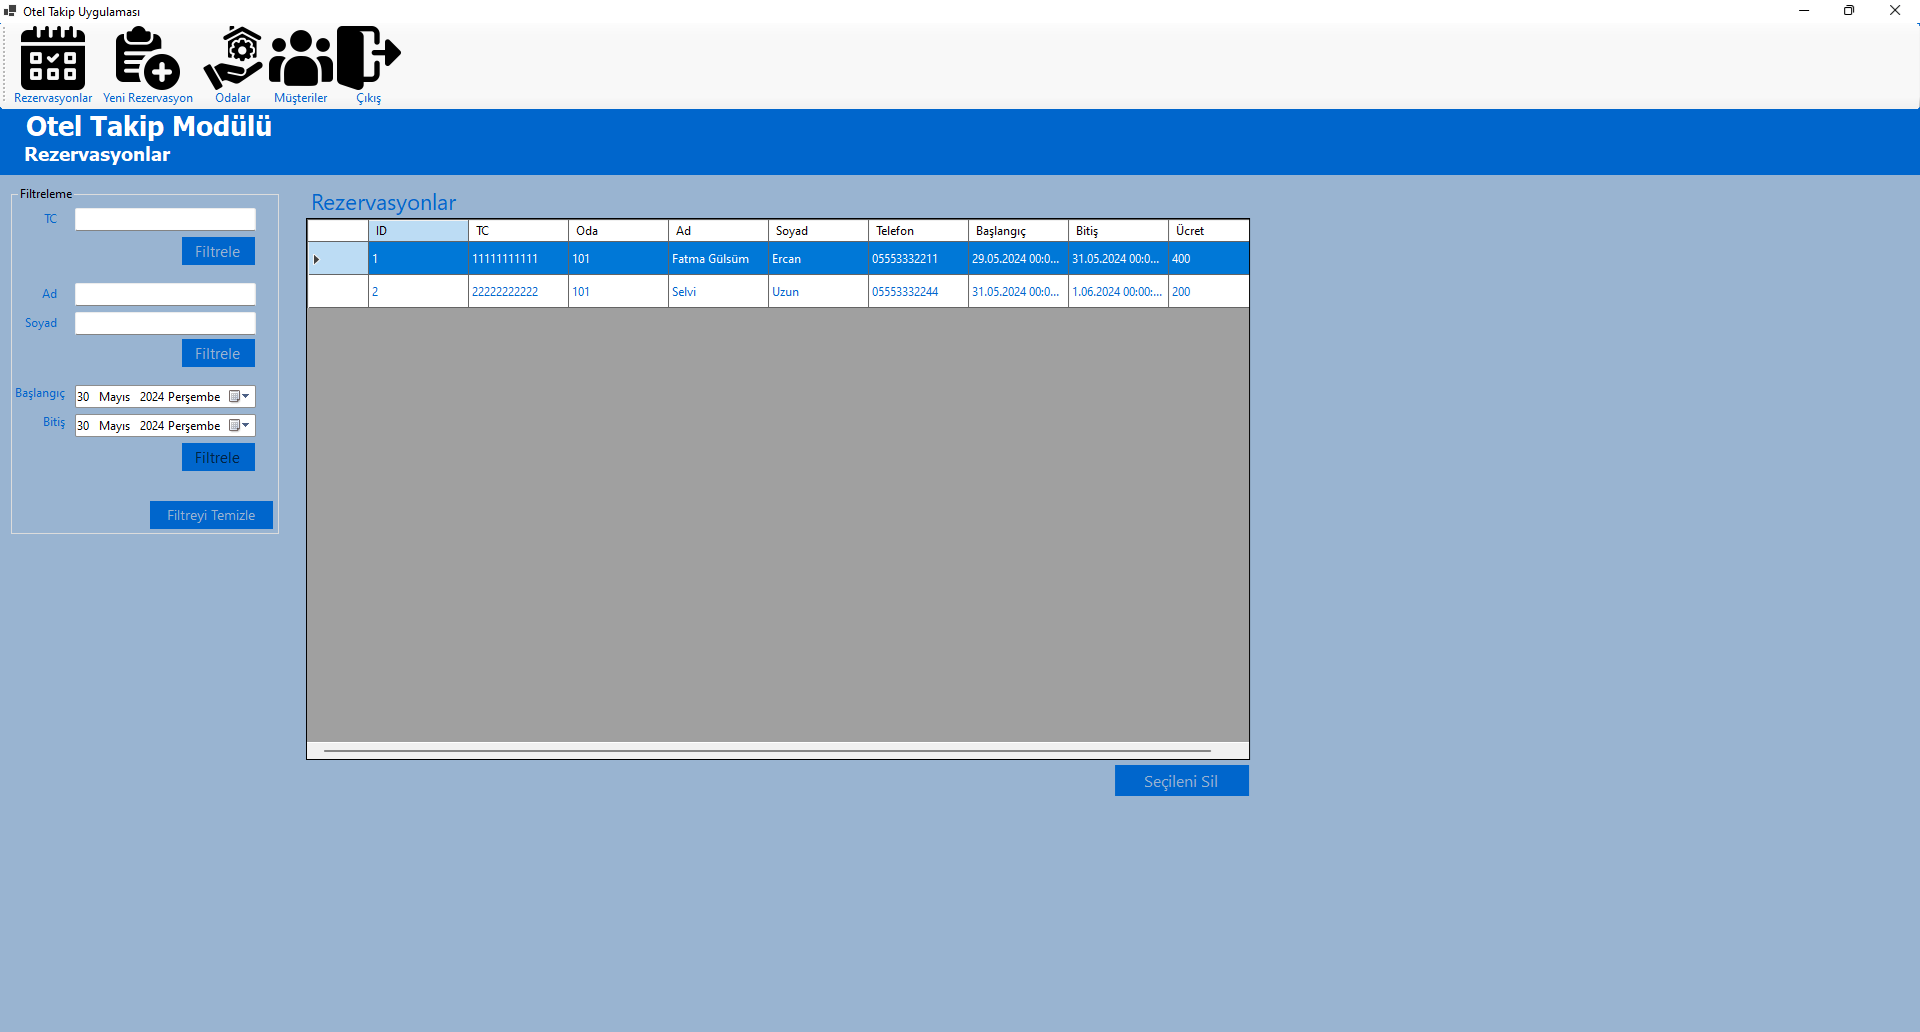 Otel Takip Uygulaması
Rezervasyonlar Yeni Rezervasyon Odalar Müşteriler Çıkış
Otel Takip Modülü
Rezervasyonlar
Filtreleme
TC
Filtrele
Ad
Soyad
Filtrele
Başlangıç 30 Mayıs 2024 Perşembe
Bitiş 30 Mayıs 2024 Perşembe
Filtrele
Filtreyi Temizle
Rezervasyonlar
ID TC Oda Ad Soyad Telefon Başlangıç Bitiş Ücret
1 11111111111 101 Fatma Gülsüm Ercan 05553332211 29.05.2024 00:0... 31.05.2024 00:0... 400
2 22222222222 101 Selvi Uzun 05553332244 31.05.2024 00:0... 1.06.2024 00:00:... 200
Seçileni Sil